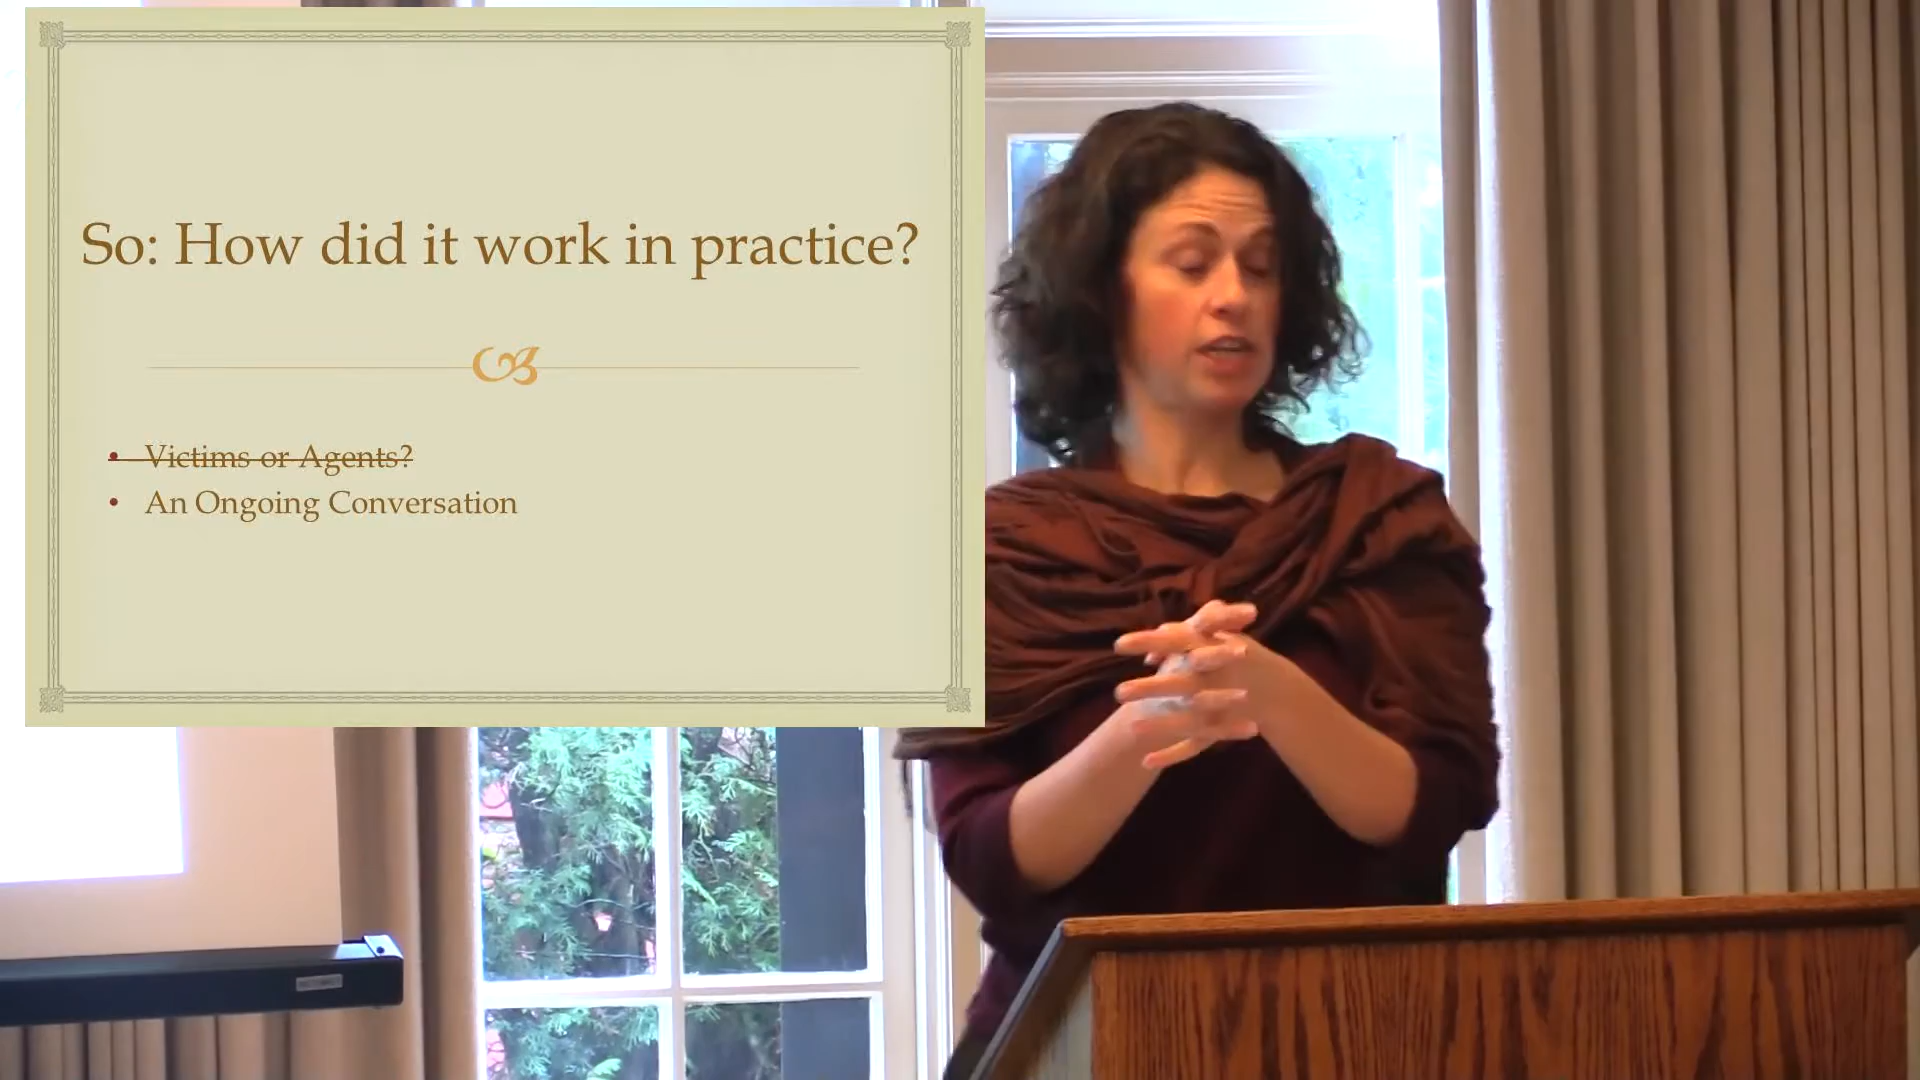 So: How did it work in practice?
• Victims or Agents?
• An Ongoing Conversation